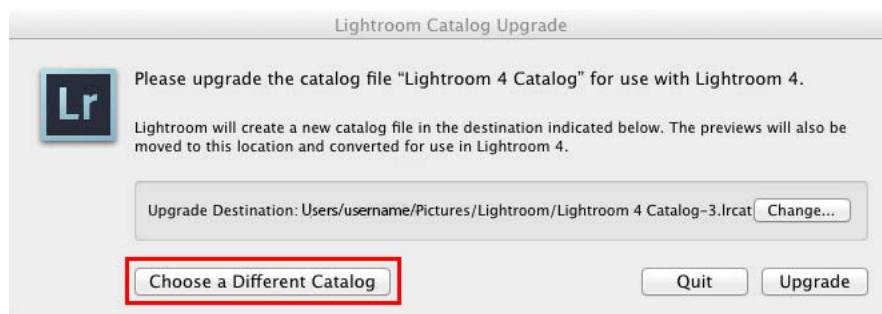 Lightroom Catalog Upgrade
Lr
Please upgrade the catalog file “Lightroom 4 Catalog” for use with Lightroom 4.
Lightroom will create a new catalog file in the destination indicated below. The previews will also be
moved to this location and converted for use in Lightroom 4.
Upgrade Destination: Users/username/Pictures/Lightroom/Lightroom 4 Catalog-3.lrcat Change...
Choose a Different Catalog Quit Upgrade